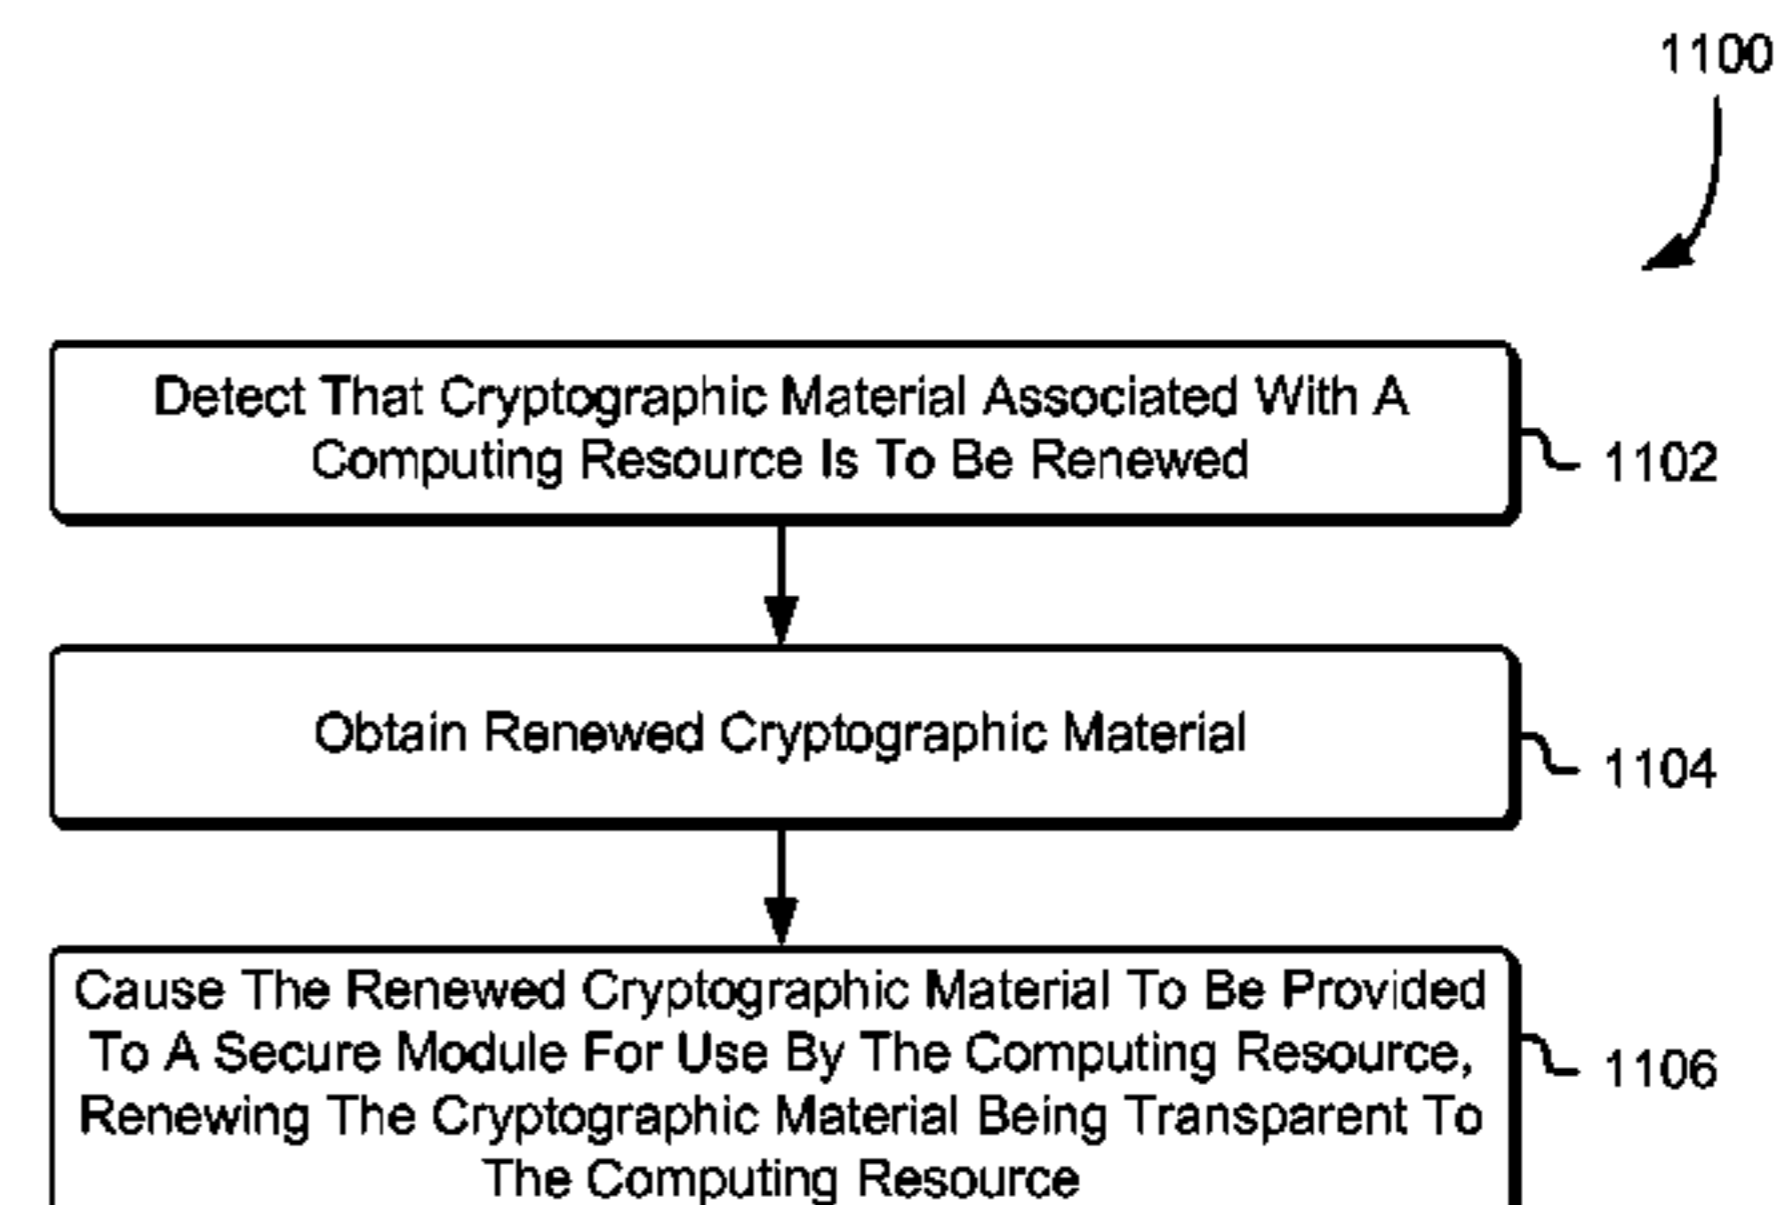 1100
Detect That Cryptographic Material Associated With A
Computing Resource Is To Be Renewed
1102
Obtain Renewed Cryptographic Material
1104
Cause The Renewed Cryptographic Material To Be Provided
To A Secure Module For Use By The Computing Resource,
Renewing The Cryptographic Material Being Transparent To
The Computing Resource
1106